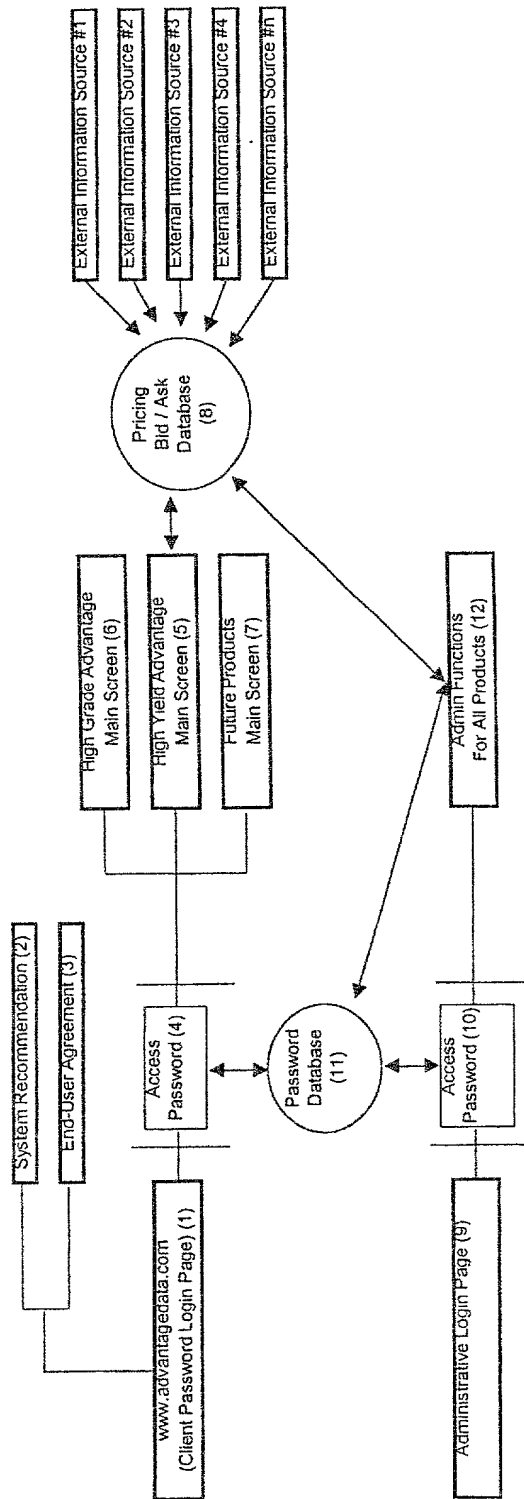 System Recommendation (2)
End-User Agreement (3)
www.advantagedata.com
(Client Password Login Page) (1)
Access
Password (4)
High Grade Advantage
Main Screen (6)
High Yield Advantage
Main Screen (5)
Future Products
Main Screen (7)
Pricing
Bid / Ask
Database
(8)
External Information Source #1
External Information Source #2
External Information Source #3
External Information Source #4
External Information Source #n
Password
Database
(11)
Administrative Login Page (9)
Access
Password (10)
Admin Functions
For All Products (12)